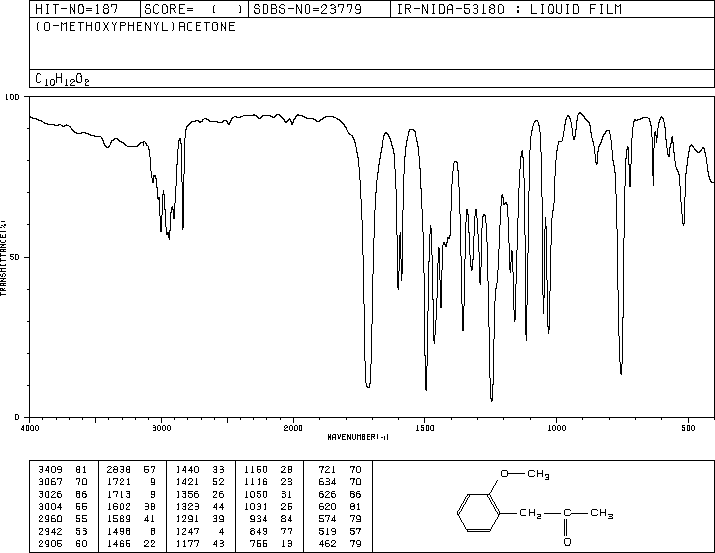 HIT-NO=187 SCORE= ( ) SDBS-NO=23779 IR-NIDA-53180 : LIQUID FILM
(O-METHOXYPHENYL)ACETONE
C10H12O2
100
50
0
TRANSMITTANCE(%)
4000 3000 2000 1500 1000 500
WAVENUMBER(-1)
3409 81 2838 57 1440 33 1160 28 721 70
3067 70 1721 9 1421 52 1116 23 634 70
3026 66 1713 9 1356 26 1050 31 626 66
3004 55 1602 38 1323 44 1031 25 620 81
2960 55 1589 41 1291 39 934 84 574 79
2942 53 1498 8 1247 4 849 77 519 57
2905 60 1466 22 1177 43 755 13 462 79
O CH3
CH2 C CH3
O